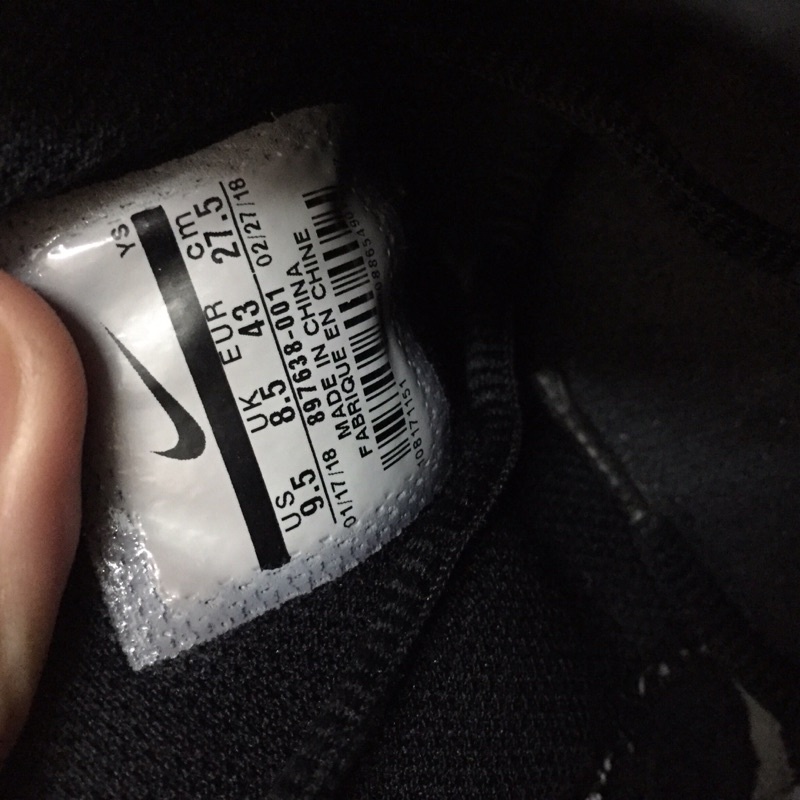 YS
US UK EUR cm
9.5 8.5 43 27.5
01/17/18 897638-001 02/27/18
MADE IN CHINA
FABRIQUE EN CHINE